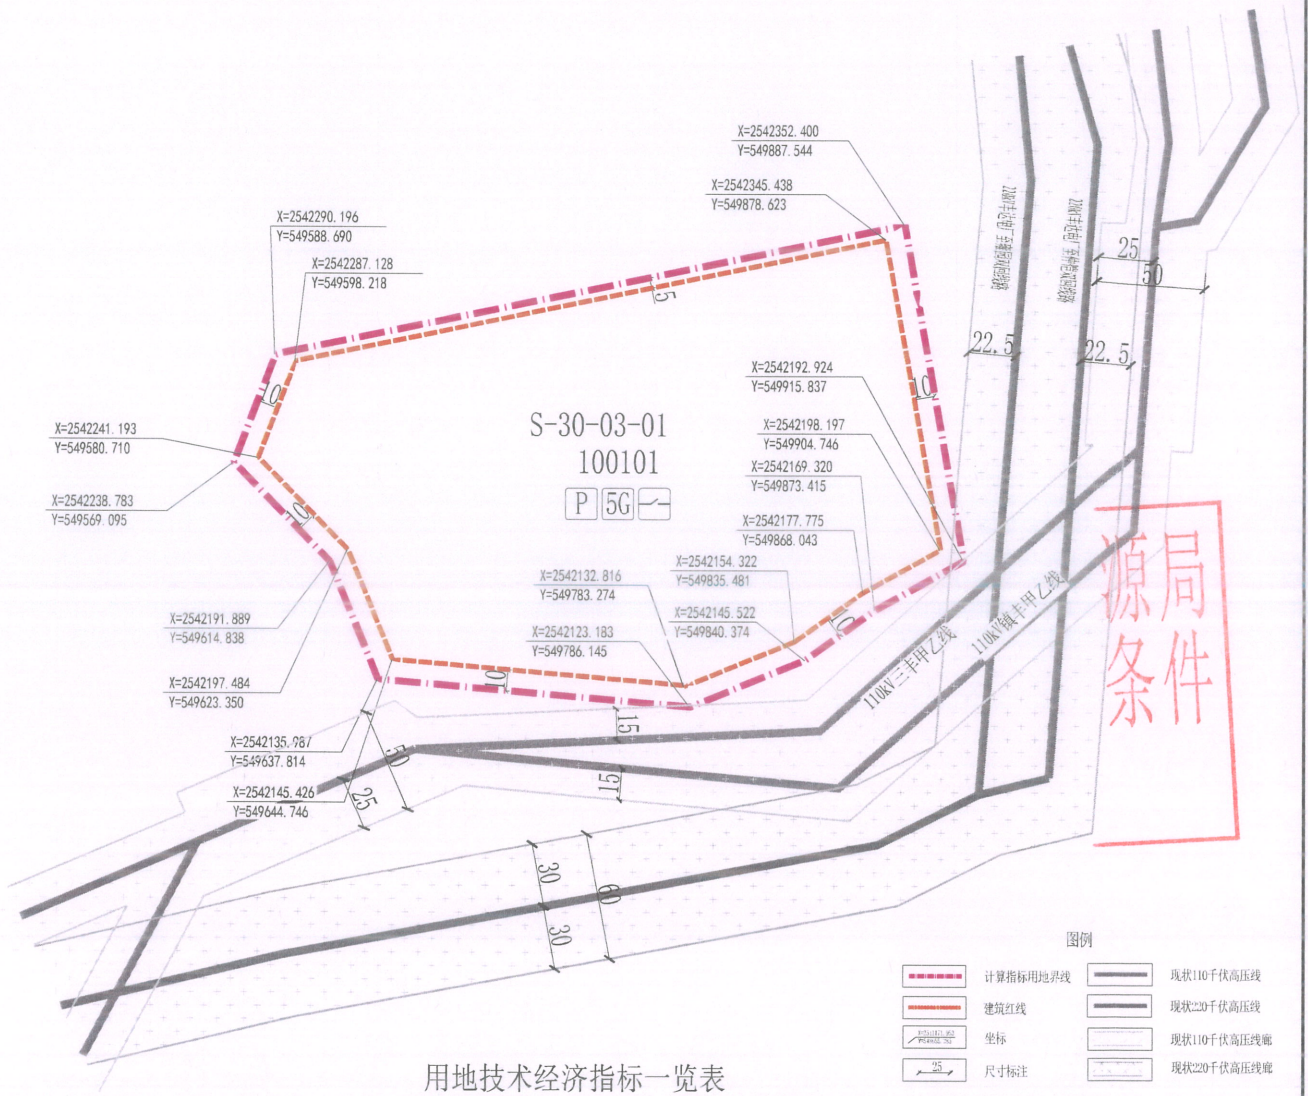 X=2542352.400
Y=549887.544
X=2542345.438
Y=549878.623
X=2542290.196
Y=549588.690
X=2542287.128
Y=549598.218
25
50
5
22.5
22.5
X=2542192.924
Y=549915.837
10
10
X=2542241.193
Y=549580.710
S-30-03-01
100101
P 5G
X=2542198.197
Y=549904.746
X=2542169.320
Y=549873.415
X=2542238.783
Y=549569.095
10
X=2542177.775
Y=549868.043
源局
条件
X=2542154.322
Y=549835.481
X=2542132.816
Y=549783.274
X=2542145.522
Y=549840.374
10
X=2542191.889
Y=549614.838
X=2542123.183
Y=549786.145
110kV三丰甲乙线
110kV镇丰甲乙线
X=2542197.484
Y=549623.350
10
15
X=2542135.987
Y=549637.814
50
15
25
X=2542145.426
Y=549644.746
30
60
30
图例
计算指标用地界线
现状110千伏高压线
建筑红线
现状220千伏高压线
坐标
现状110千伏高压线廊
25
尺寸标注
现状220千伏高压线廊
用地技术经济指标一览表